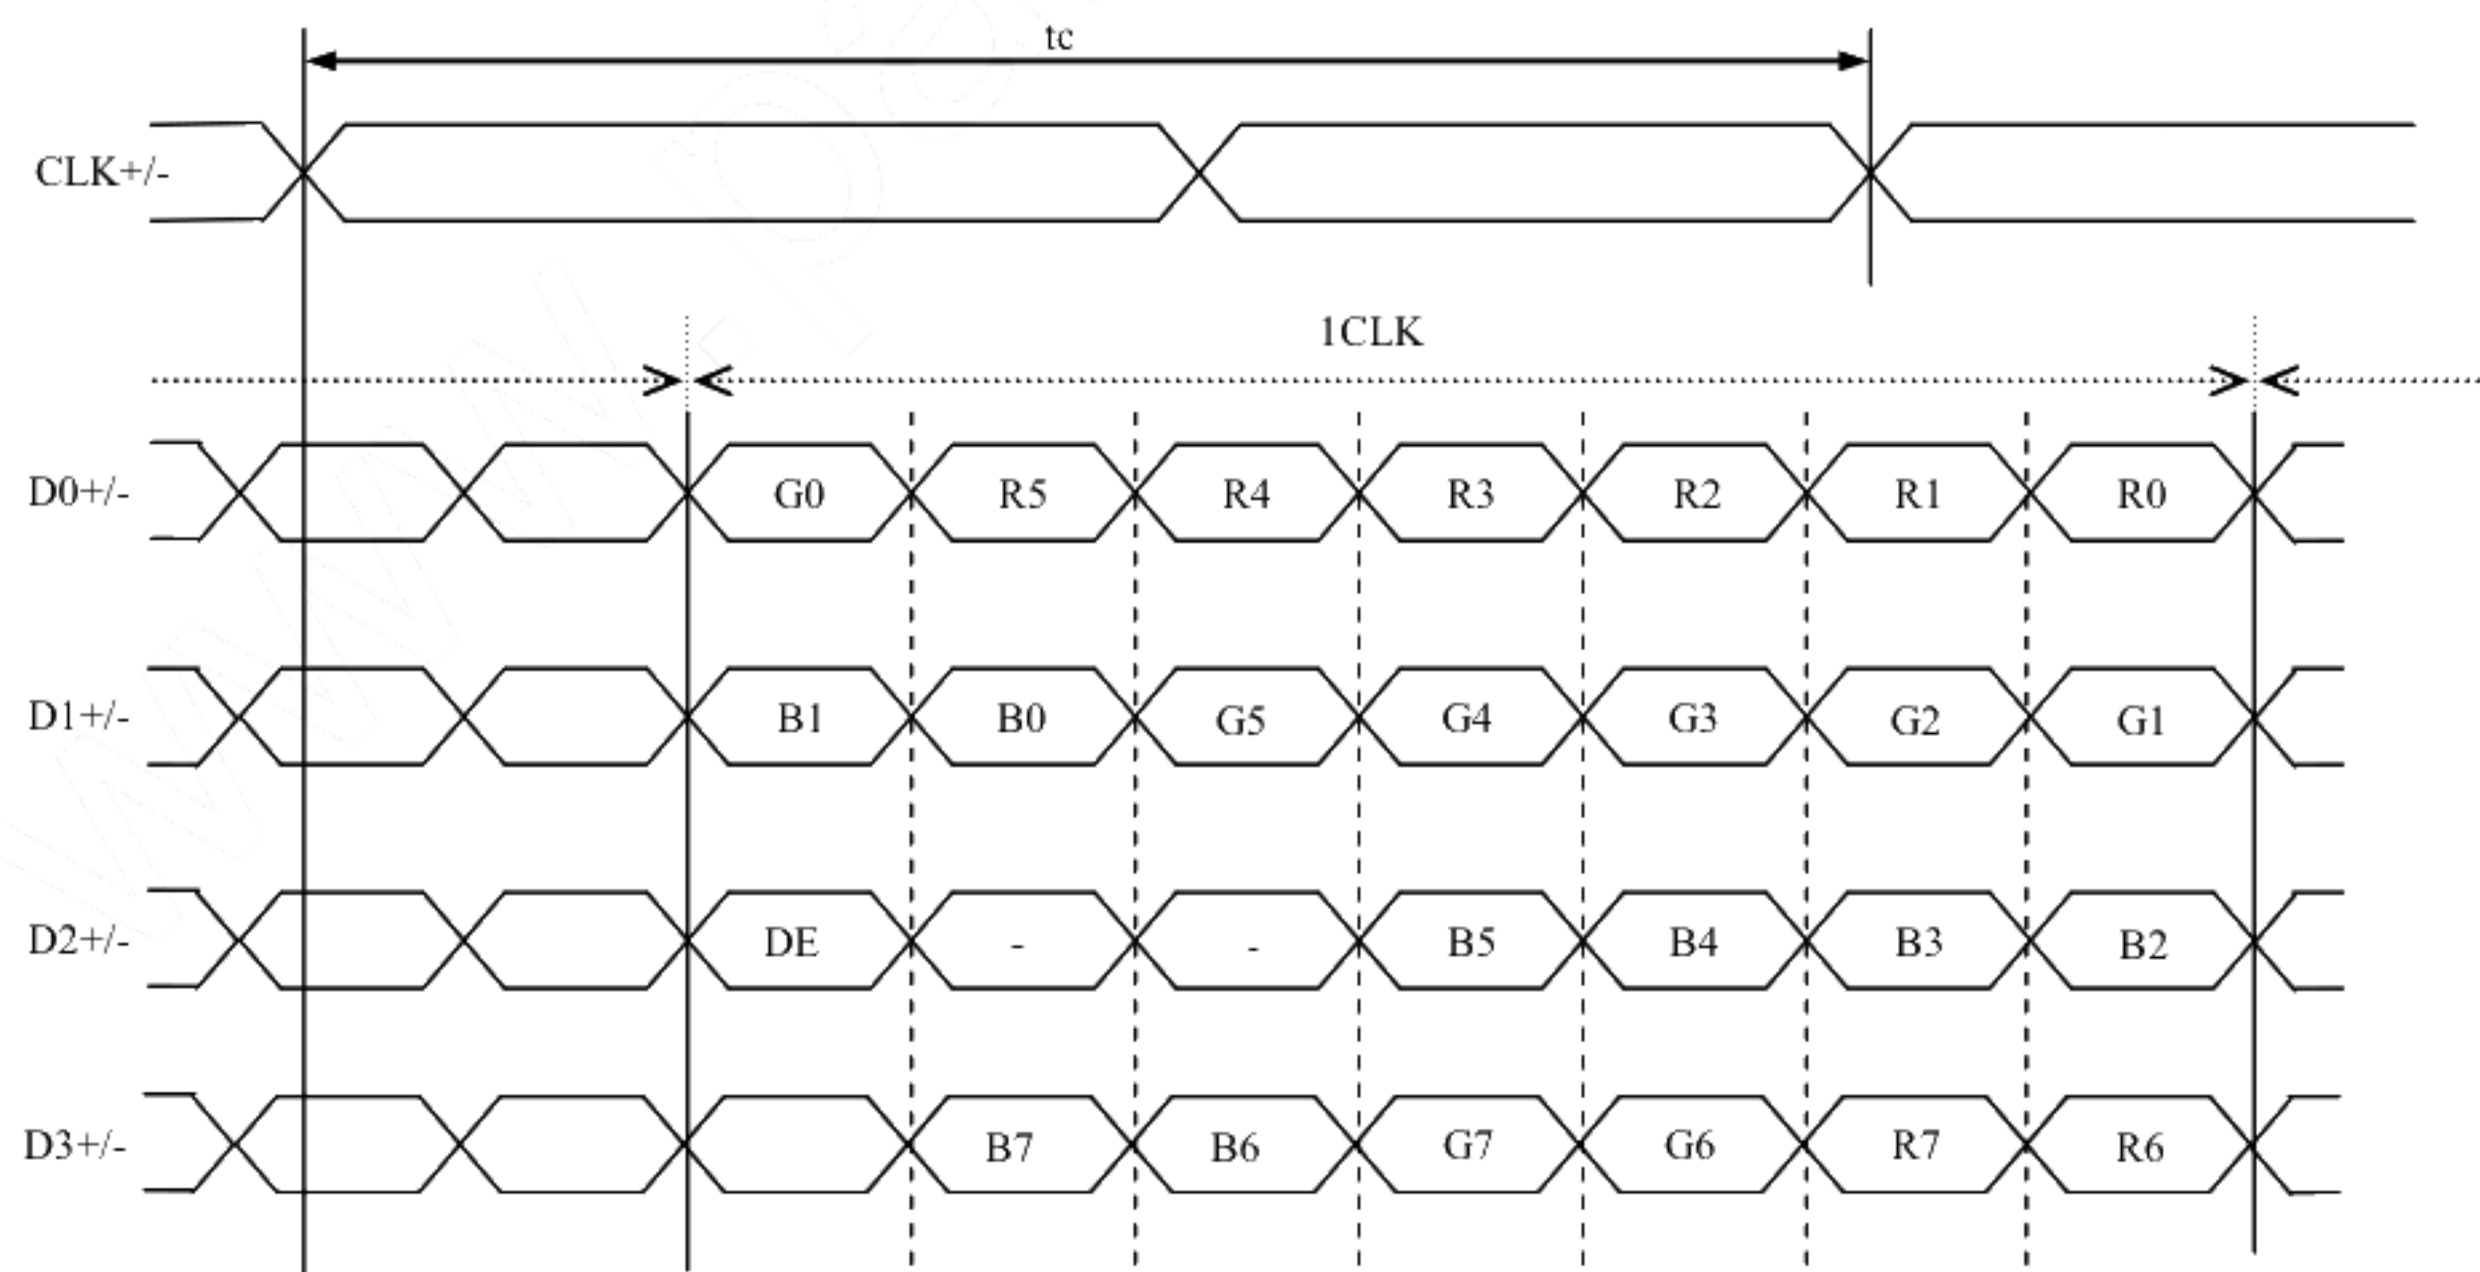 tc
CLK+/-
1CLK
D0+/- G0 R5 R4 R3 R2 R1 R0
D1+/- B1 B0 G5 G4 G3 G2 G1
D2+/- DE - - B5 B4 B3 B2
D3+/- B7 B6 G7 G6 R7 R6